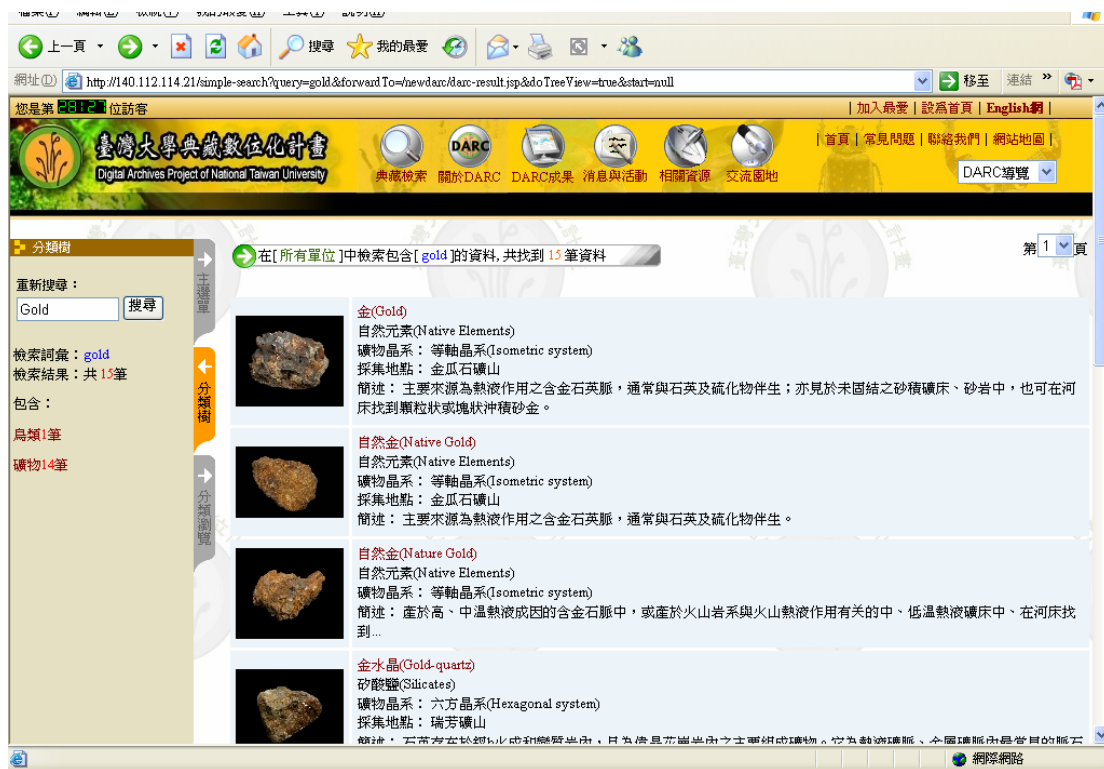 上一頁
搜尋
我的最愛
網址(D)
http://140.112.114.21/simple-search?query=gold&forwardTo=/newdarc/darc-result.jsp&doTreeView=true&start=null
移至
連結 »
您是第 位訪客
|加入最愛|設為首頁|English網|
臺灣大學典藏數位化計畫
Digital Archives Project of National Taiwan University
DARC
典藏檢索 關於DARC DARC成果 消息與活動 相關資源 交流園地
|首頁|常見問題|聯絡我們|網站地圖|
DARC導覽
分類樹
重新搜尋:
Gold
搜尋
檢索詞彙:gold
檢索結果:共 15筆
包含:
鳥類1筆
礦物14筆
主選單
分類樹
分類瀏覽
在[ 所有單位 ]中檢索包含[ gold ]的資料, 共找到 15 筆資料
第 1 頁
金(Gold)
自然元素(Native Elements)
礦物晶系: 等軸晶系(Isometric system)
採集地點: 金瓜石礦山
簡述: 主要來源為熱液作用之含金石英脈,通常與石英及硫化物伴生;亦見於未固結之砂積礦床、砂岩中,也可在河
床找到顆粒狀或塊狀沖積砂金。
自然金(Native Gold)
自然元素(Native Elements)
礦物晶系: 等軸晶系(Isometric system)
採集地點: 金瓜石礦山
簡述: 主要來源為熱液作用之含金石英脈,通常與石英及硫化物伴生。
自然金(Nature Gold)
自然元素(Native Elements)
礦物晶系: 等軸晶系(Isometric system)
簡述: 產於高、中溫熱液成因的含金石脈中,或產於火山岩系與火山熱液作用有关的中、低溫熱液礦床中、在河床找
到...
金水晶(Gold-quartz)
矽酸鹽(Silicates)
礦物晶系: 六方晶系(Hexagonal system)
採集地點: 瑞芳礦山
網際網路